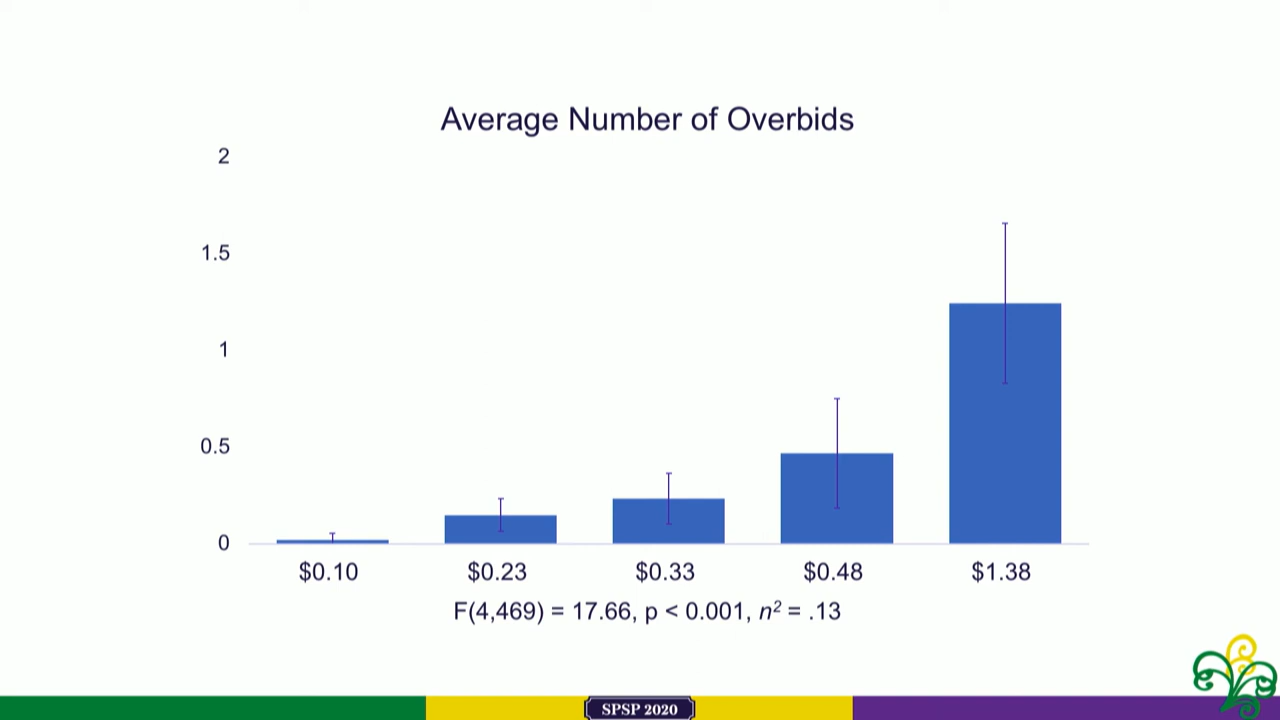 Average Number of Overbids
2
1.5
1
0.5
0
$0.10 $0.23 $0.33 $0.48 $1.38
F(4,469) = 17.66, p < 0.001, n² = .13
SPSP 2020